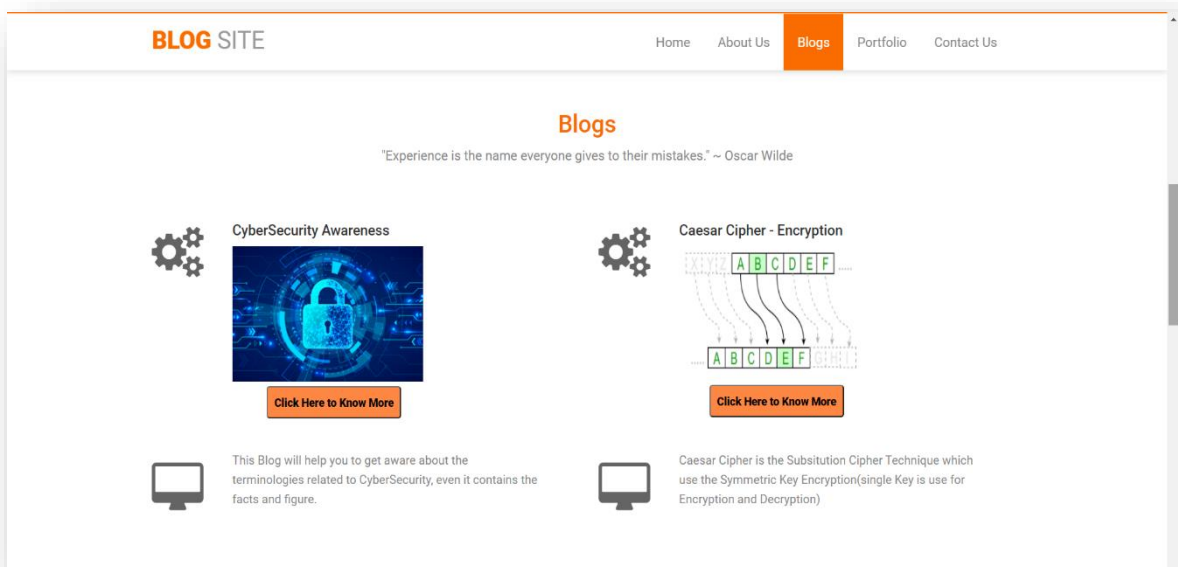 BLOG SITE
Home About Us Blogs Portfolio Contact Us
Blogs
"Experience is the name everyone gives to their mistakes." ~ Oscar Wilde
CyberSecurity Awareness
Click Here to Know More
This Blog will help you to get aware about the
terminologies related to CyberSecurity, even it contains the
facts and figure.
Caesar Cipher - Encryption
X Y Z A B C D E F .....
..... A B C D E F G H I
Click Here to Know More
Caesar Cipher is the Subsitution Cipher Technique which
use the Symmetric Key Encryption(single Key is use for
Encryption and Decryption)